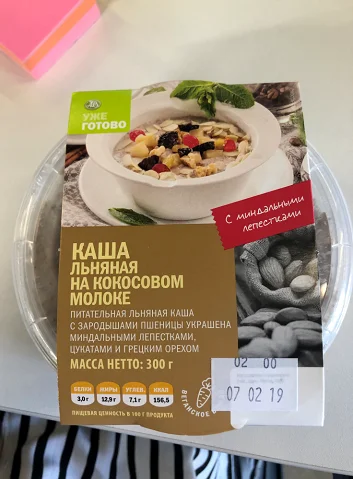 УЖЕ
ГОТОВО
С миндальными
лепестками
КАША
ЛЬНЯНАЯ
НА КОКОСОВОМ
МОЛОКЕ
ПИТАТЕЛЬНАЯ ЛЬНЯНАЯ КАША
С ЗАРОДЫШАМИ ПШЕНИЦЫ УКРАШЕНА
МИНДАЛЬНЫМИ ЛЕПЕСТКАМИ,
ЦУКАТАМИ И ГРЕЦКИМ ОРЕХОМ
МАССА НЕТТО: 300 г
БЕЛКИ ЖИРЫ УГЛЕВ. ККАЛ
3,0г 12,9г 7,1г 156,5
ПИЩЕВАЯ ЦЕННОСТЬ В 100 Г ПРОДУКТА
ВЕГАНСКОЕ
02 00
07 02 19